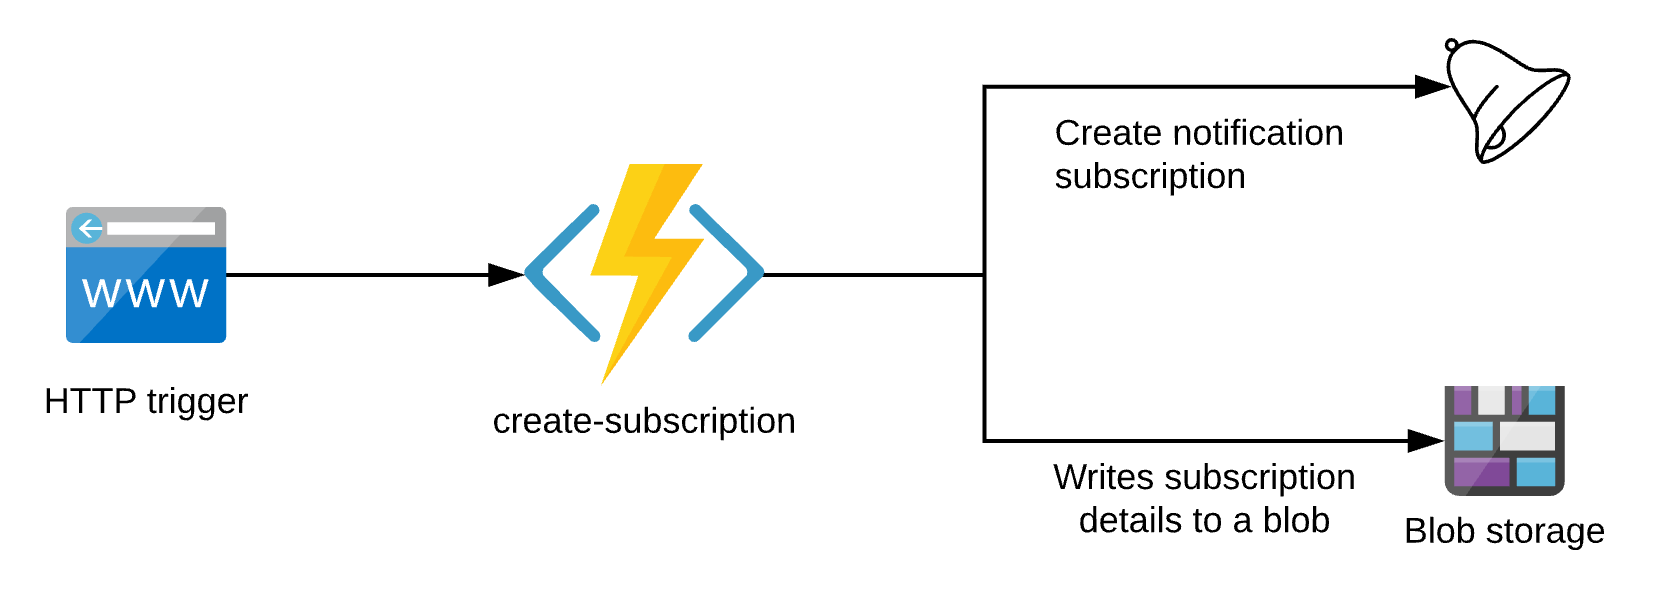 WWW
HTTP trigger
create-subscription
Create notification
subscription
Writes subscription
details to a blob
Blob storage